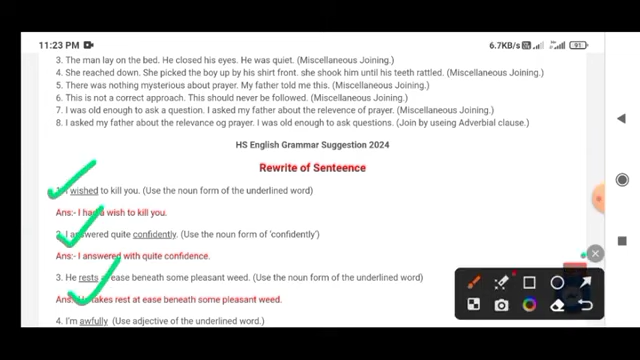 11:23 PM
6.7KB/s
91
3. The man lay on the bed. He closed his eyes. He was quiet. (Miscellaneous Joining.)
4. She reached down. She picked the boy up by his shirt front. she shook him until his teeth rattled. (Miscellaneous Joining.)
5. There was nothing mysterious about prayer. My father told me this. (Miscellaneous Joining.)
6. This is not a correct approach. This should never be followed. (Miscellaneous Joining.)
7. I was old enough to ask a question. I asked my father about the relevence of prayer. (Miscellaneous Joining.)
8. I asked my father about the relevance og prayer. I was old enough to ask questions. (Join by useing Adverbial clause.)
HS English Grammar Suggestion 2024
Rewrite of Senteence
1. I wished to kill you. (Use the noun form of the underlined word)
Ans:- I had a wish to kill you.
2. I answered quite confidently. (Use the noun form of 'confidently')
Ans:- I answered with quite confidence.
3. He rests at ease beneath some pleasant weed. (Use the noun form of the underlined word)
Ans:- He takes rest at ease beneath some pleasant weed.
4. I'm awfully (Use adjective of the underlined word.)